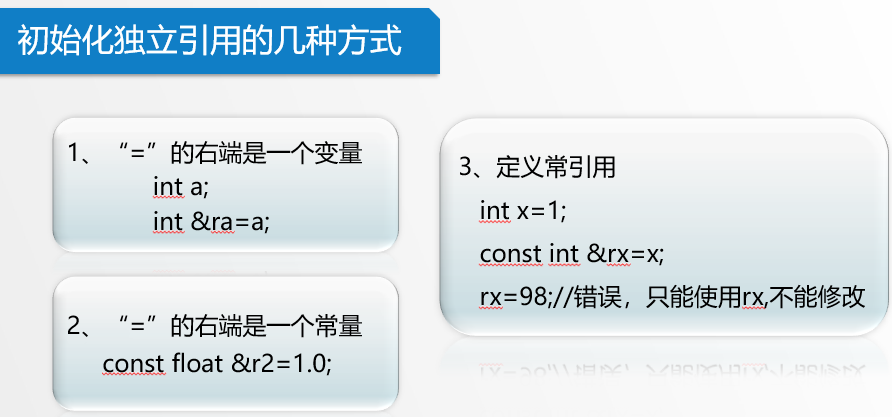 初始化独立引用的几种方式
1、“=”的右端是一个变量
int a;
int &ra=a;
2、“=”的右端是一个常量
const float &r2=1.0;
3、定义常引用
int x=1;
const int &rx=x;
rx=98;//错误，只能使用rx,不能修改